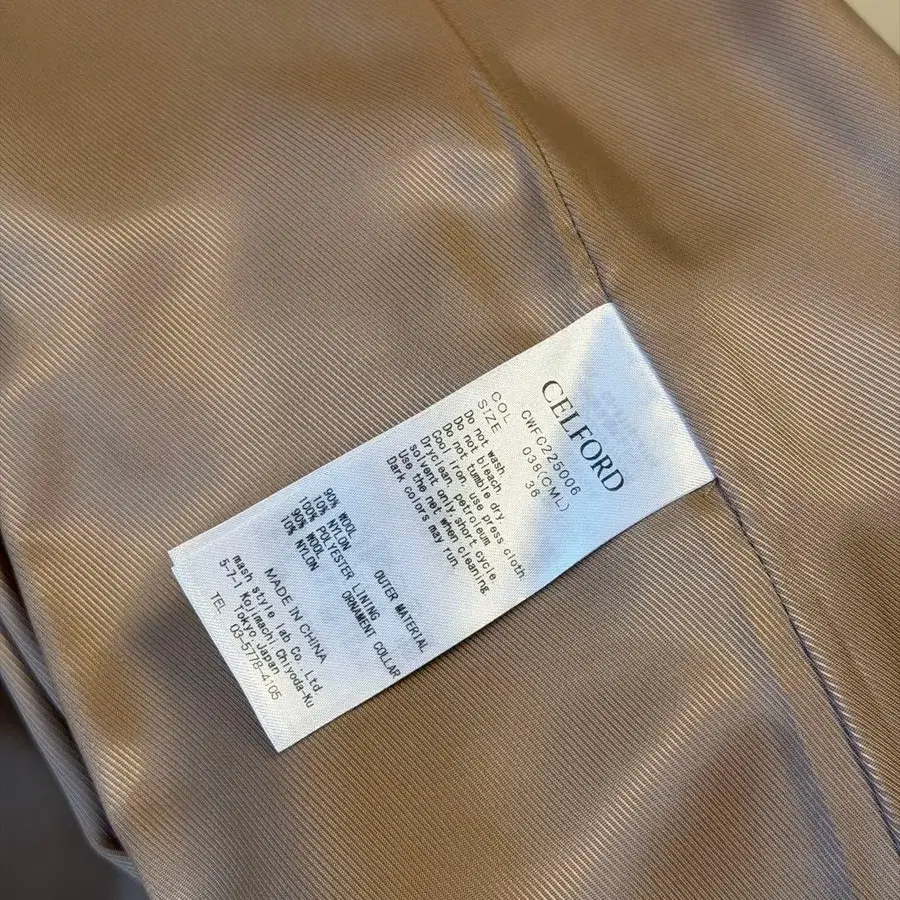 CELFORD
CWFC225006
COL 038(CML)
SIZE 36
Do not wash.
Do not bleach.
Do not tumble dry.
Cool iron. use press cloth
Dryclean, petroleum
solvent only,short cycle.
Use the net when cleaning
Dark colors may run.
OUTER MATERIAL
90% WOOL
10% NYLON
100% POLYESTER LINING
ORNAMENT COLLAR
90% WOOL
10% NYLON
MADE IN CHINA
mash style lab Co.,Ltd
5-7-1 Kojimachi Chiyoda-Ku
Tokyo,Japan
TEL 03-5778-4105